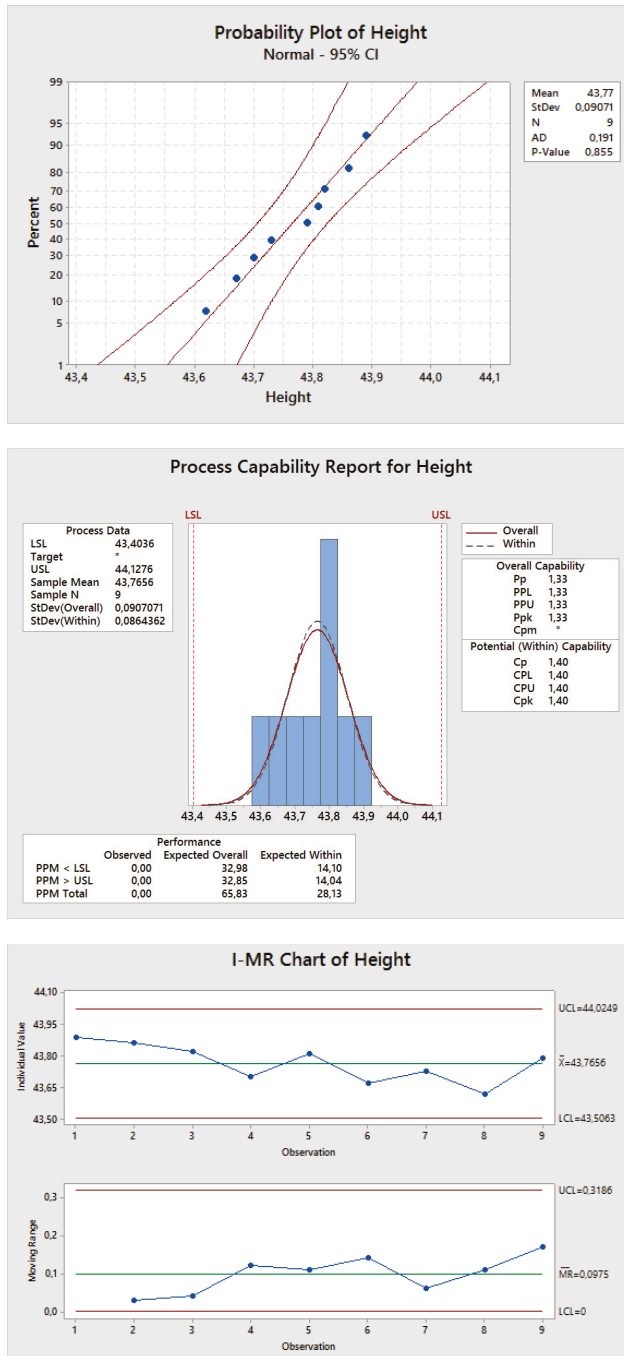 Probability Plot of Height
Normal - 95% CI
99
95
90
80
70
60
50
40
30
20
10
5
1
Percent
43,4 43,5 43,6 43,7 43,8 43,9 44,0 44,1
Height
Mean 43,77
StDev 0,09071
N 9
AD 0,191
P-Value 0,855
Process Capability Report for Height
LSL USL
Process Data
LSL 43,4036
Target *
USL 44,1276
Sample Mean 43,7656
Sample N 9
StDev(Overall) 0,0907071
StDev(Within) 0,0864362
Overall
Within
Overall Capability
Pp 1,33
PPL 1,33
PPU 1,33
Ppk 1,33
Cpm *
Potential (Within) Capability
Cp 1,40
CPL 1,40
CPU 1,40
Cpk 1,40
43,4 43,5 43,6 43,7 43,8 43,9 44,0 44,1
Performance
Observed Expected Overall Expected Within
PPM < LSL 0,00 32,98 14,10
PPM > USL 0,00 32,85 14,04
PPM Total 0,00 65,83 28,13
I-MR Chart of Height
44,10
43,95
43,80
43,65
43,50
Individual Value
UCL=44,0249
X̄=43,7656
LCL=43,5063
1 2 3 4 5 6 7 8 9
Observation
0,3
0,2
0,1
0,0
Moving Range
UCL=0,3186
M̅R̅=0,0975
LCL=0
1 2 3 4 5 6 7 8 9
Observation